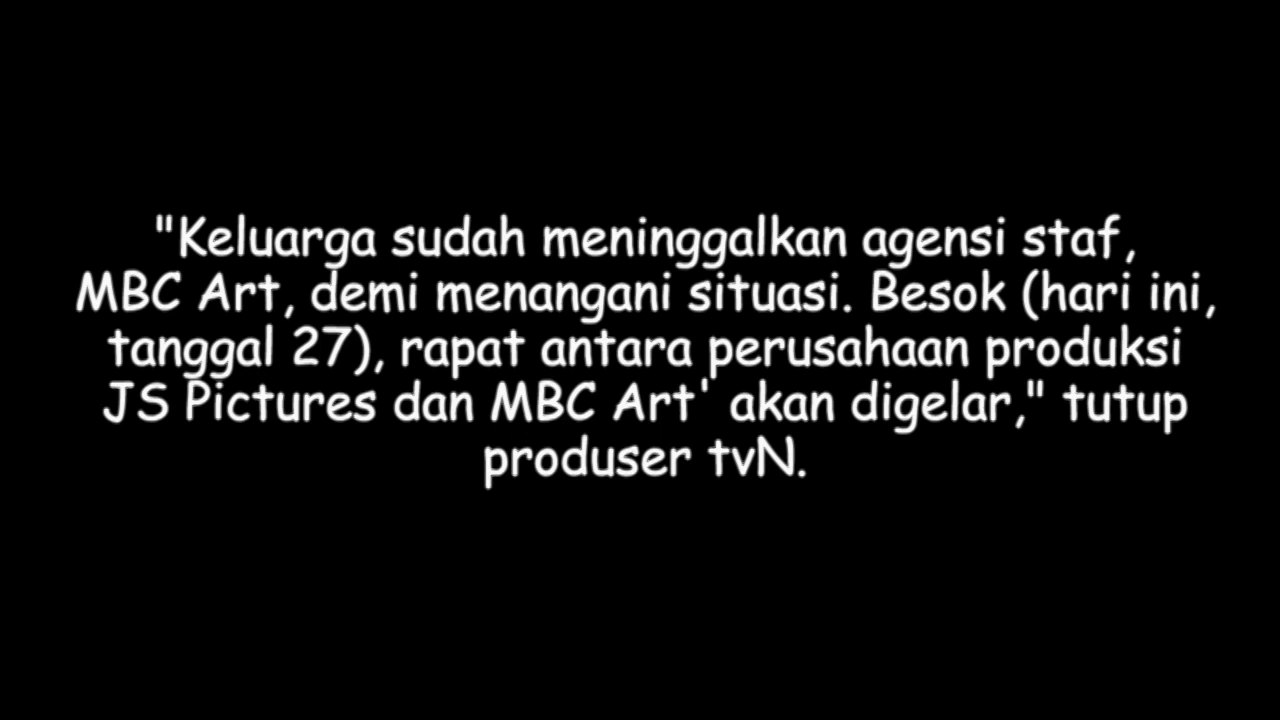 "Keluarga sudah meninggalkan agensi staf,
MBC Art, demi menangani situasi. Besok (hari ini,
tanggal 27), rapat antara perusahaan produksi
JS Pictures dan MBC Art' akan digelar," tutup
produser tvN.